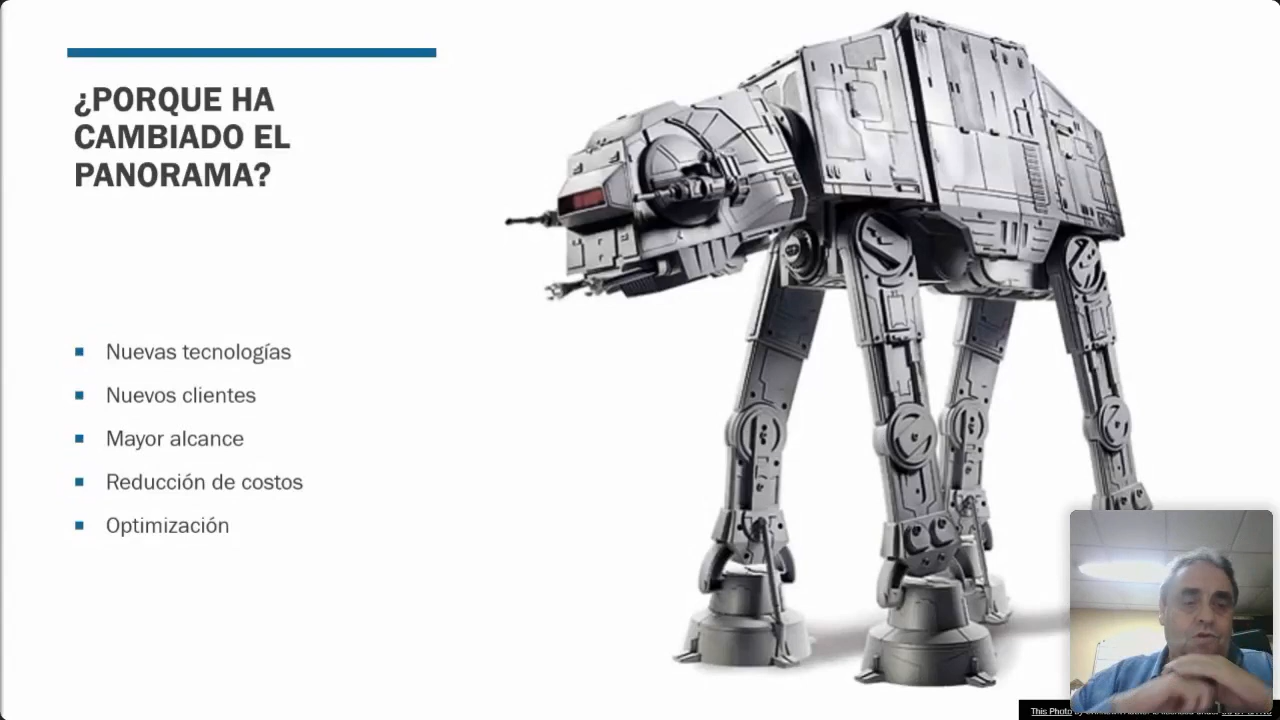 ¿PORQUE HA
CAMBIADO EL
PANORAMA?
Nuevas tecnologías
Nuevos clientes
Mayor alcance
Reducción de costos
Optimización
This Photo